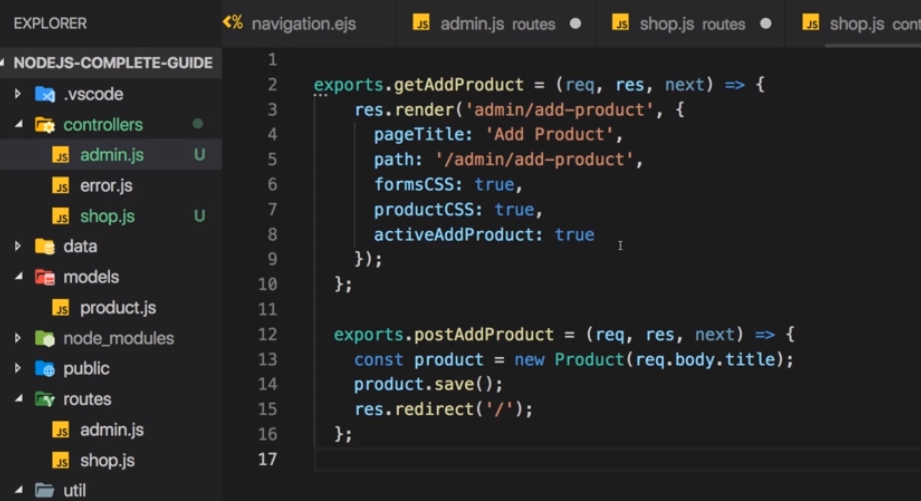 EXPLORER
navigation.ejs
JS admin.js routes
JS shop.js routes
JS shop.js
NODEJS-COMPLETE-GUIDE
.vscode
controllers
JS admin.js U
JS error.js
JS shop.js U
data
models
JS product.js
node_modules
public
routes
JS admin.js
JS shop.js
util
1
2 exports.getAddProduct = (req, res, next) => {
3 res.render('admin/add-product', {
4 pageTitle: 'Add Product',
5 path: '/admin/add-product',
6 formsCSS: true,
7 productCSS: true,
8 activeAddProduct: true
9 });
10 };
11
12 exports.postAddProduct = (req, res, next) => {
13 const product = new Product(req.body.title);
14 product.save();
15 res.redirect('/');
16 };
17